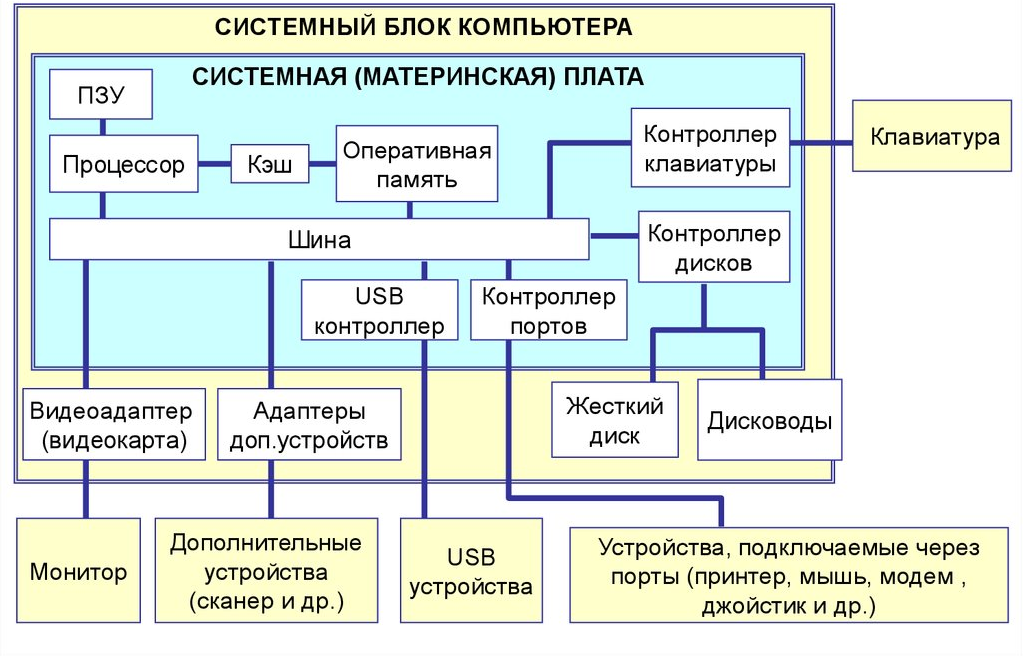 СИСТЕМНЫЙ БЛОК КОМПЬЮТЕРА
СИСТЕМНАЯ (МАТЕРИНСКАЯ) ПЛАТА
ПЗУ
Процессор
Кэш
Оперативная
память
Контроллер
клавиатуры
Клавиатура
Шина
Контроллер
дисков
USB
контроллер
Контроллер
портов
Видеоадаптер
(видеокарта)
Адаптеры
доп.устройств
Жесткий
диск
Дисководы
Монитор
Дополнительные
устройства
(сканер и др.)
USB
устройства
Устройства, подключаемые через
порты (принтер, мышь, модем ,
джойстик и др.)